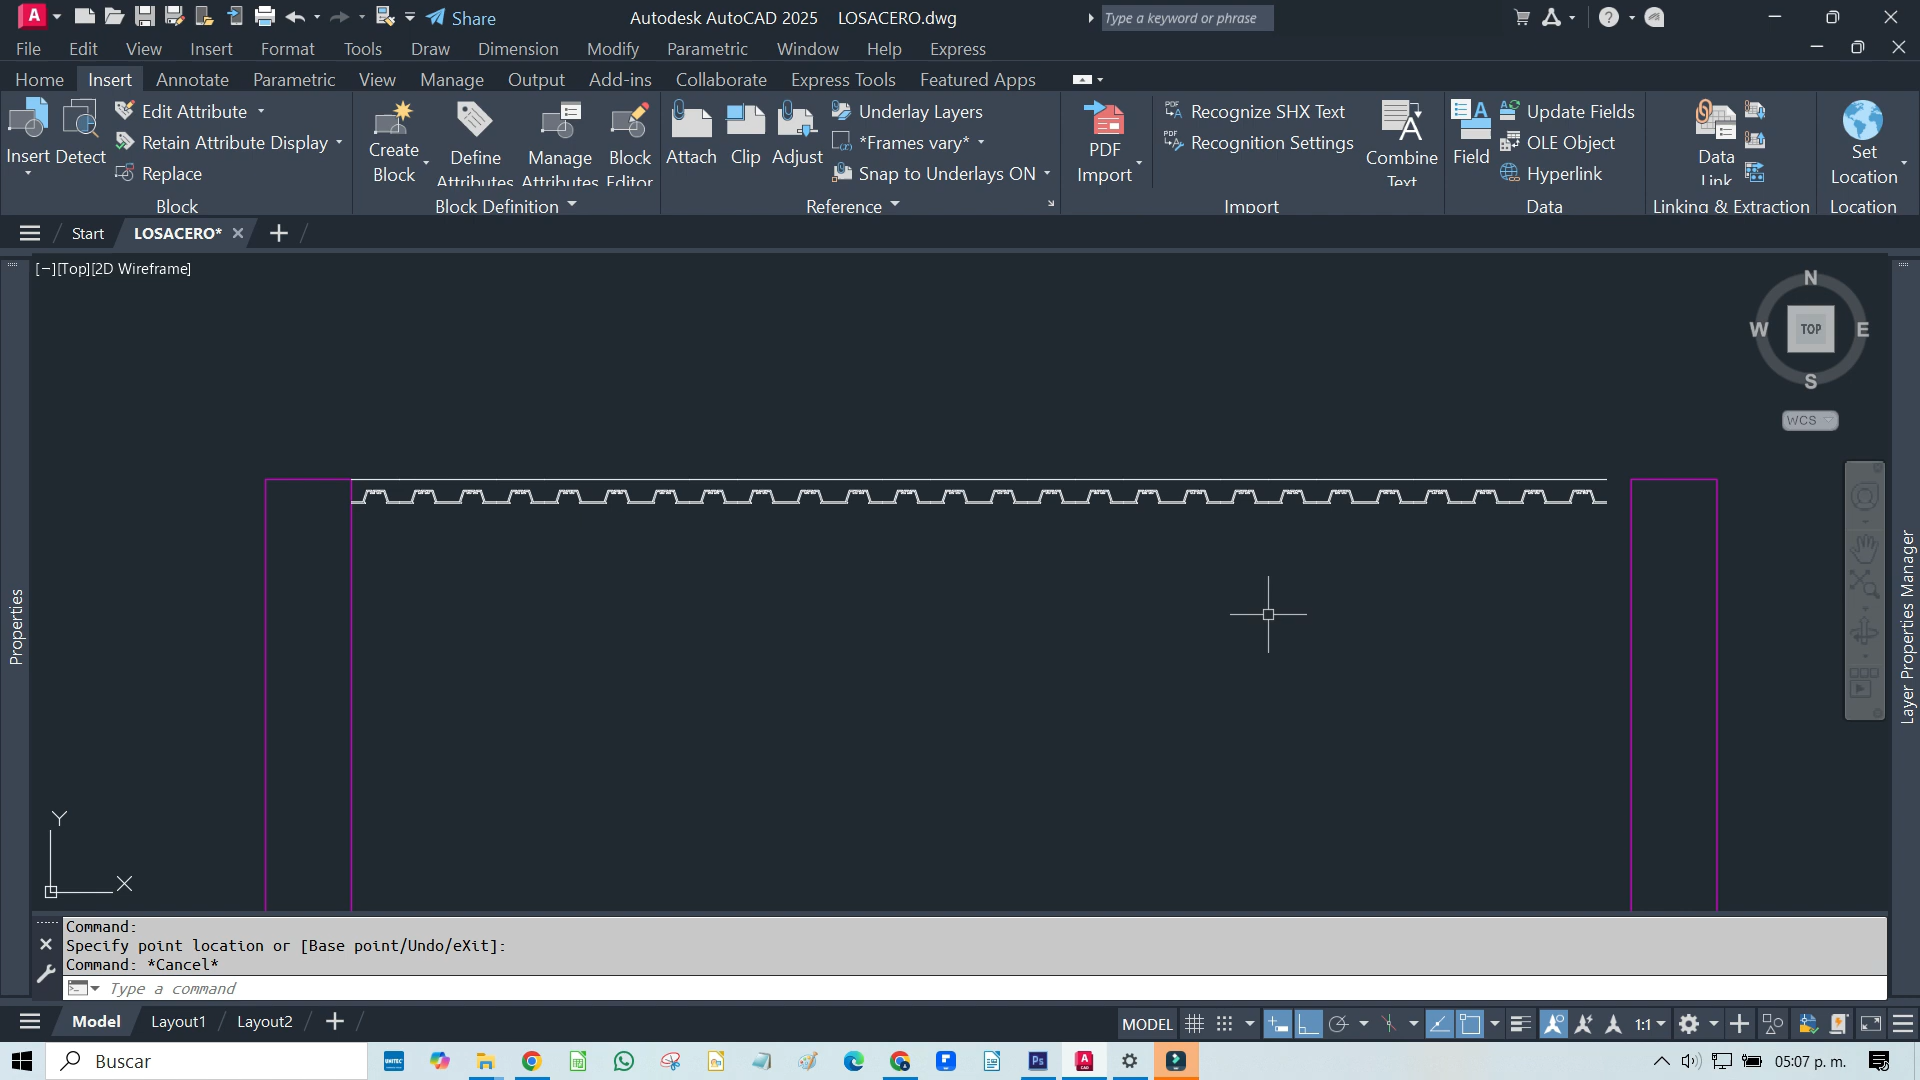 Share
Autodesk AutoCAD 2025 LOSACERO.dwg
Type a keyword or phrase
File Edit View Insert Format Tools Draw Dimension Modify Parametric Window Help Express
Home Insert Annotate Parametric View Manage Output Add-ins Collaborate Express Tools Featured Apps
Insert
Detect
Edit Attribute
Retain Attribute Display
Replace
Block
Create
Block
Define
Attributes
Manage
Attributes
Block
Editor
Block Definition
Attach
Clip
Adjust
Underlay Layers
*Frames vary*
Snap to Underlays ON
Reference
PDF
Import
Recognize SHX Text
Recognition Settings
Combine
Text
Import
Field
Update Fields
OLE Object
Hyperlink
Data
Data
Link
Linking & Extraction
Set
Location
Location
Start LOSACERO*
[−][Top][2D Wireframe]
N
W TOP E
S
WCS
Properties
Layer Properties Manager
Y
X
Command:
Specify point location or [Base point/Undo/eXit]:
Command: *Cancel*
Type a command
Model Layout1 Layout2
MODEL
1:1
Buscar
05:07 p. m.